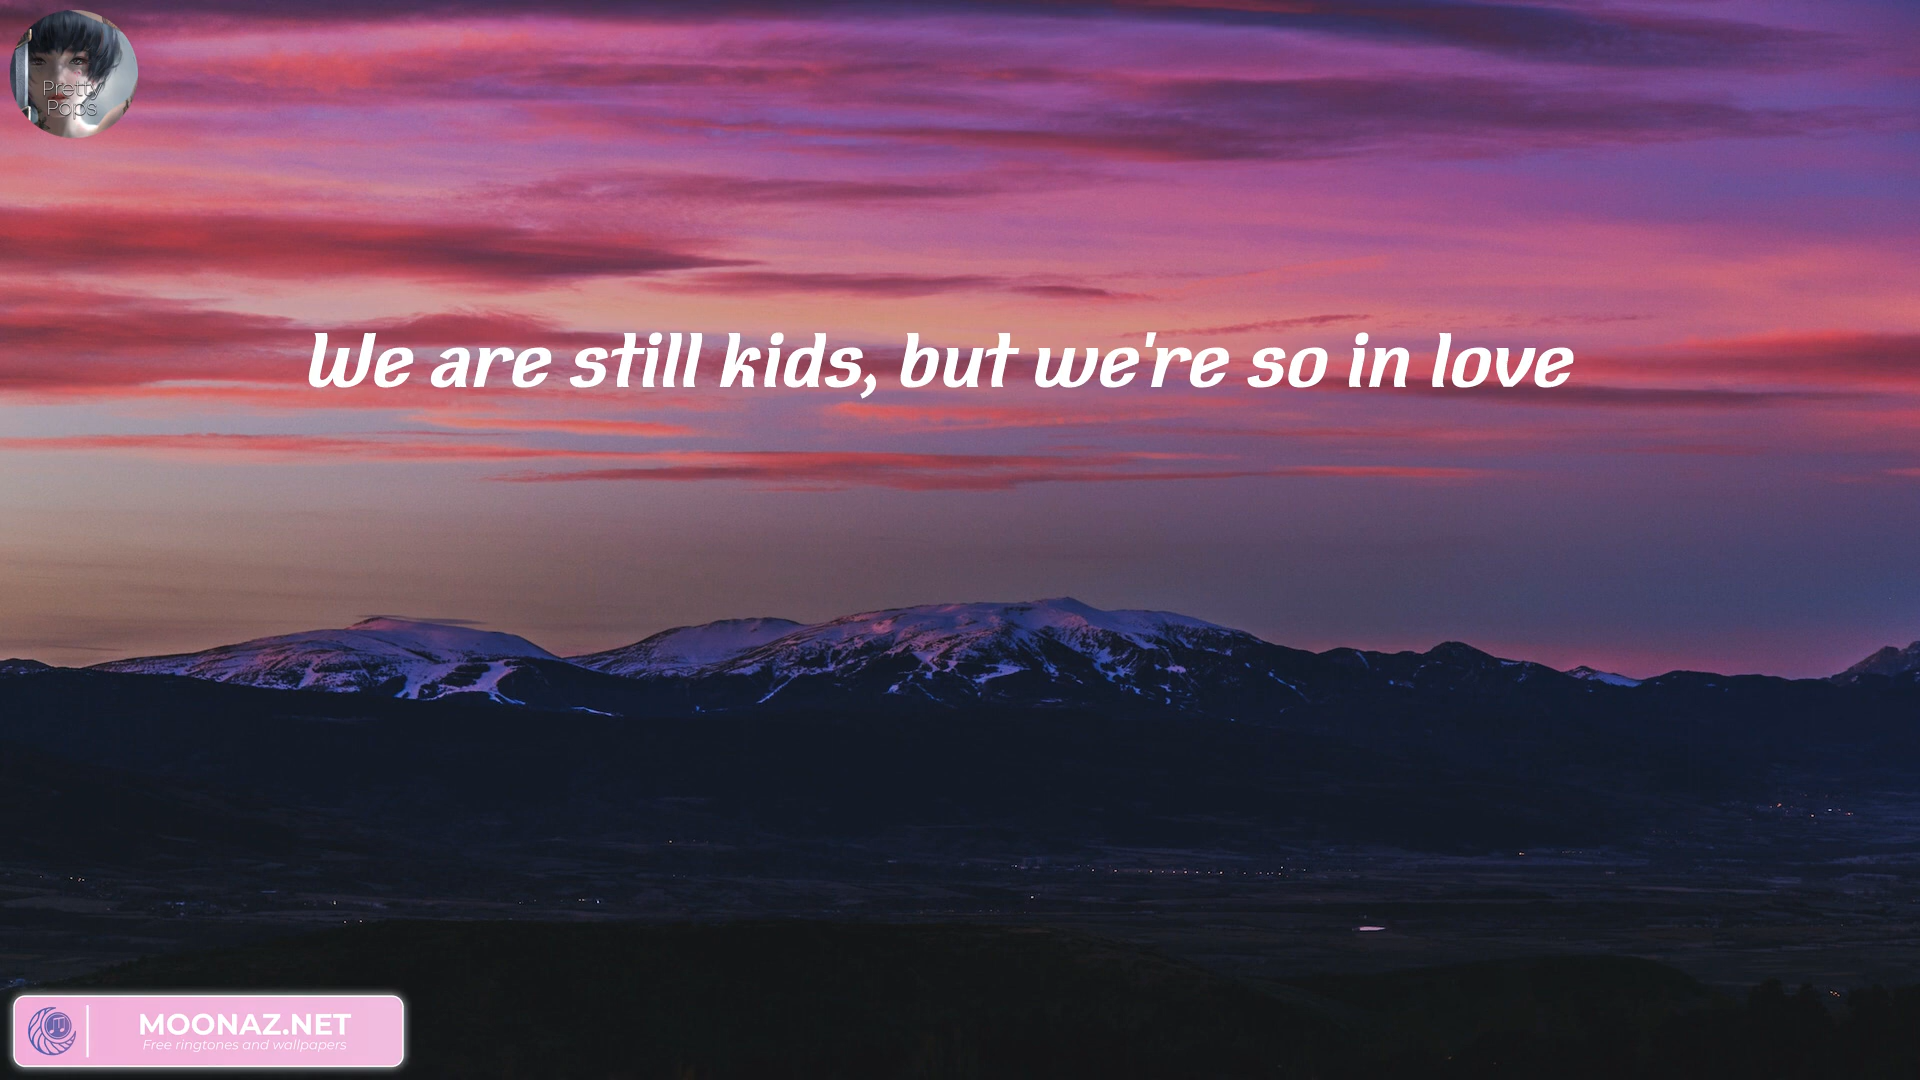 Pretty
Pops
We are still kids, but we're so in love
MOONAZ.NET
Free ringtones and wallpapers